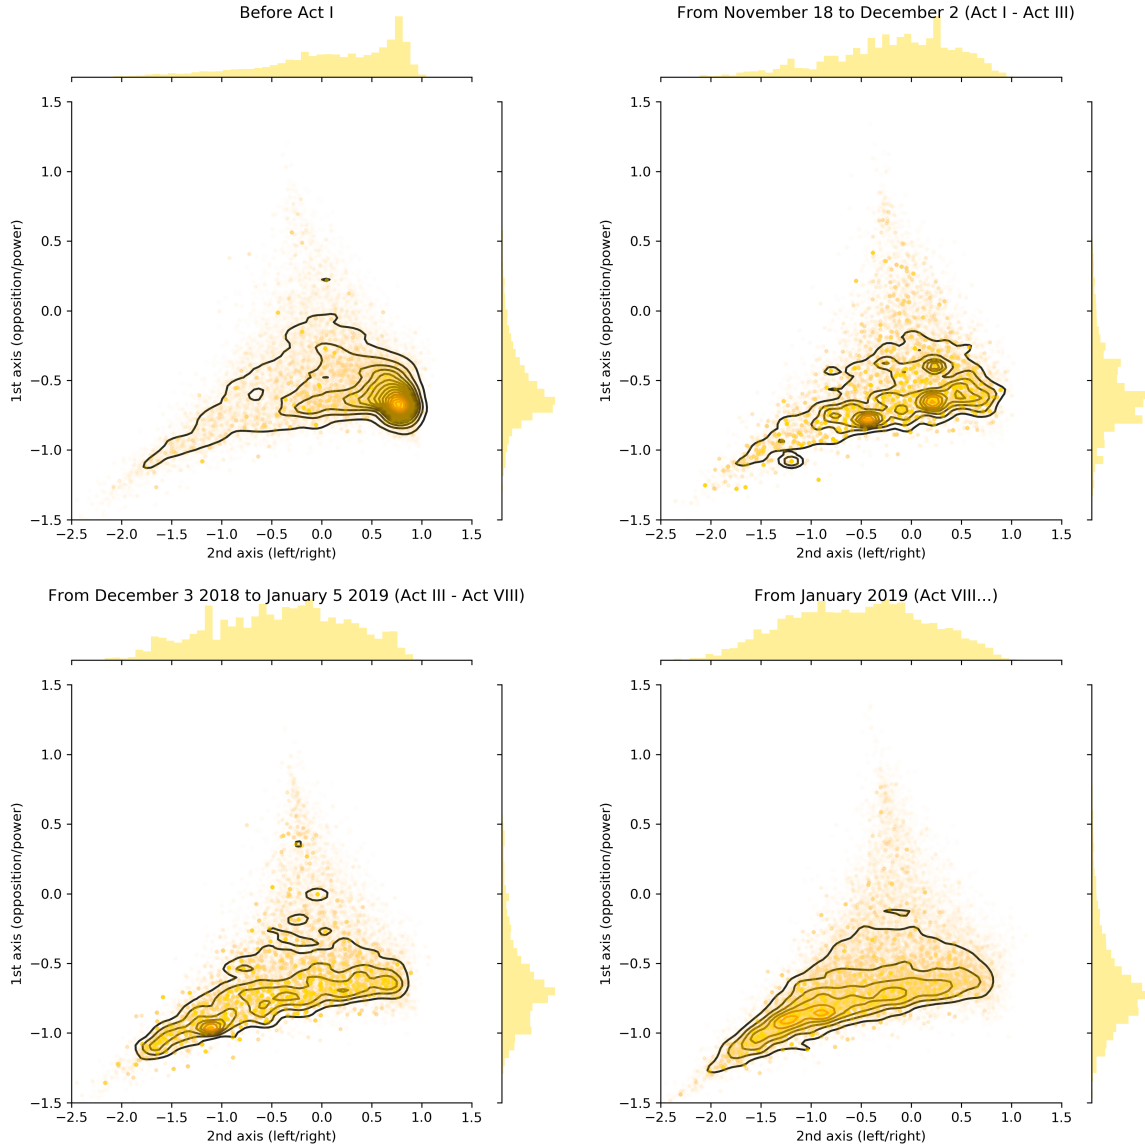 Before Act I
From November 18 to December 2 (Act I - Act III)
1.5
1.0
0.5
0.0
−0.5
−1.0
−1.5
1st axis (opposition/power)
−2.5 −2.0 −1.5 −1.0 −0.5 0.0 0.5 1.0 1.5
2nd axis (left/right)
1.5
1.0
0.5
0.0
−0.5
−1.0
−1.5
1st axis (opposition/power)
−2.5 −2.0 −1.5 −1.0 −0.5 0.0 0.5 1.0 1.5
2nd axis (left/right)
From December 3 2018 to January 5 2019 (Act III - Act VIII)
From January 2019 (Act VIII...)
1.5
1.0
0.5
0.0
−0.5
−1.0
−1.5
1st axis (opposition/power)
−2.5 −2.0 −1.5 −1.0 −0.5 0.0 0.5 1.0 1.5
2nd axis (left/right)
1.5
1.0
0.5
0.0
−0.5
−1.0
−1.5
1st axis (opposition/power)
−2.5 −2.0 −1.5 −1.0 −0.5 0.0 0.5 1.0 1.5
2nd axis (left/right)